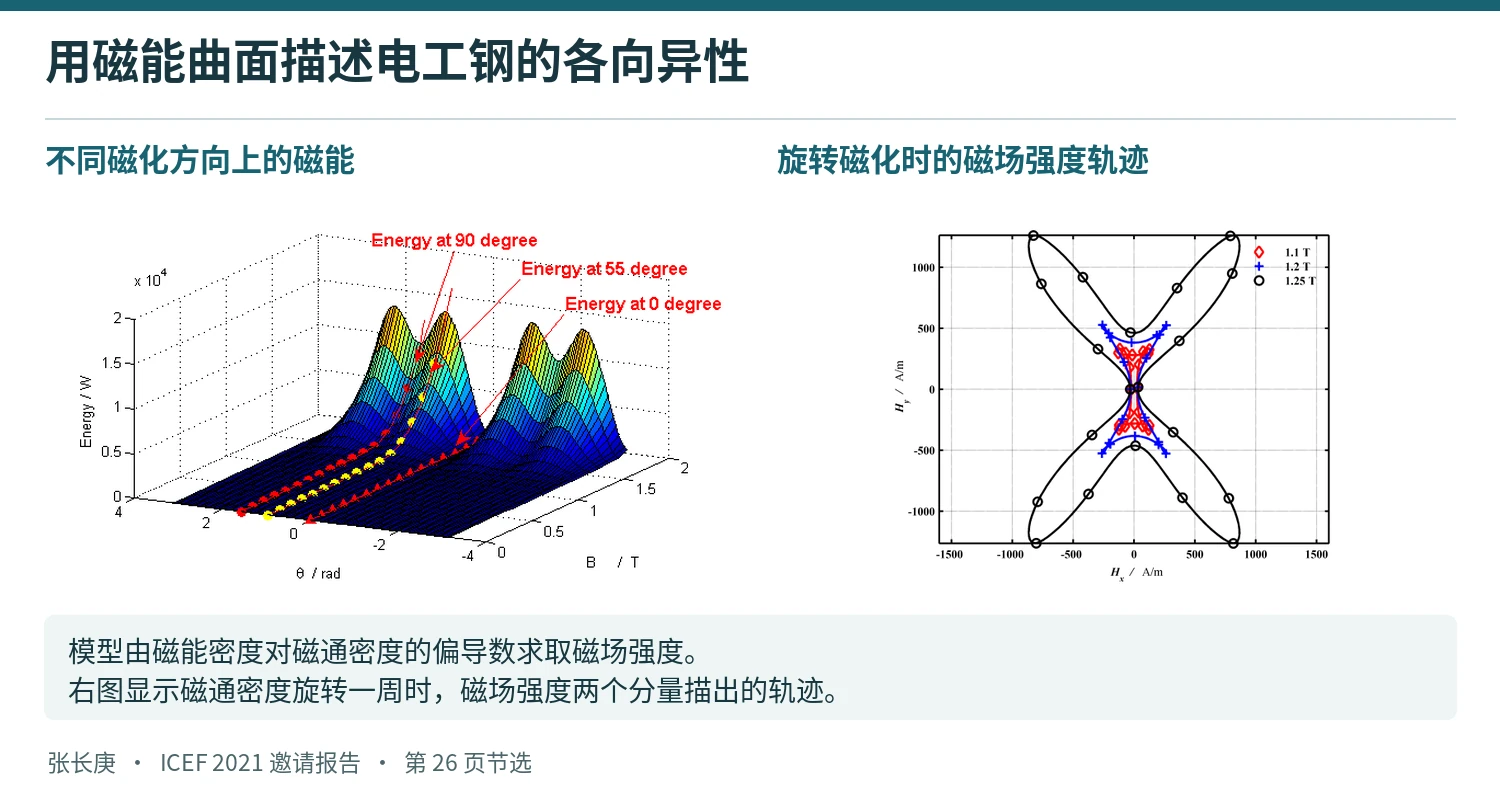 用磁能曲面描述电工钢的各向异性
不同磁化方向上的磁能
旋转磁化时的磁场强度轨迹
Energy at 90 degree
Energy at 55 degree
Energy at 0 degree
x 10^4
2
1.5
1
0.5
0
Energy / W
4
2
0
-2
-4
θ / rad
0
0.5
1
1.5
2
B / T
1.1 T
1.2 T
1.25 T
1000
500
0
-500
-1000
H_y / A/m
-1500
-1000
-500
0
500
1000
1500
H_x / A/m
模型由磁能密度对磁通密度的偏导数求取磁场强度。
右图显示磁通密度旋转一周时，磁场强度两个分量描出的轨迹。
张长庚 · ICEF 2021 邀请报告 · 第 26 页节选